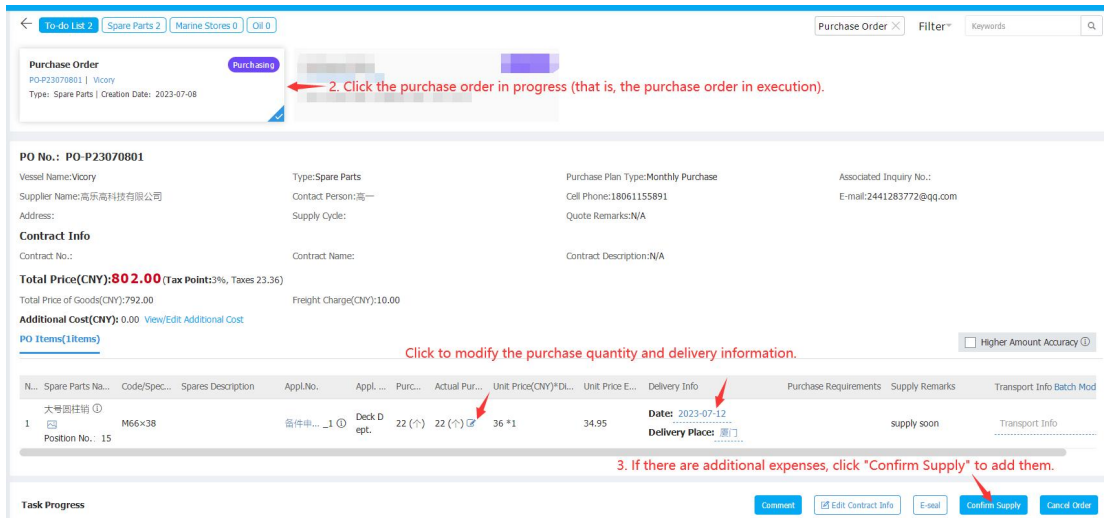 ← To-do List 2 Spare Parts 2 Marine Stores 0 Oil 0 Purchase Order × Filter Keywords
Purchase Order Purchasing
PO-P23070801 | Vicory
Type: Spare Parts | Creation Date: 2023-07-08
2. Click the purchase order in progress (that is, the purchase order in execution).
PO No.: PO-P23070801
Vessel Name:Vicory Type:Spare Parts Purchase Plan Type:Monthly Purchase Associated Inquiry No.:
Supplier Name:高乐高科技有限公司 Contact Person:高一 Cell Phone:18061155891 E-mail:2441283772@qq.com
Address: Supply Cycle: Quote Remarks:N/A
Contract Info
Contract No.: Contract Name: Contract Description:N/A
Total Price(CNY):802.00 (Tax Point:3%, Taxes 23.36)
Total Price of Goods(CNY):792.00 Freight Charge(CNY):10.00
Additional Cost(CNY): 0.00 View/Edit Additional Cost
PO Items(1items) Higher Amount Accuracy
Click to modify the purchase quantity and delivery information.
N... Spare Parts Na... Code/Spec... Spares Description Appl.No. Appl. ... Purc... Actual Pur... Unit Price(CNY)*Di... Unit Price E... Delivery Info Purchase Requirements Supply Remarks Transport Info Batch Mod
大号圆柱销
1 M66×38 备件申... _1 Deck D 22 (个) 22 (个) 36 *1 34.95 Date: 2023-07-12 supply soon Transport Info
ept. Delivery Place: 厦门
Position No.: 15
3. If there are additional expenses, click "Confirm Supply" to add them.
Task Progress Comment Edit Contract Info E-seal Confirm Supply Cancel Order